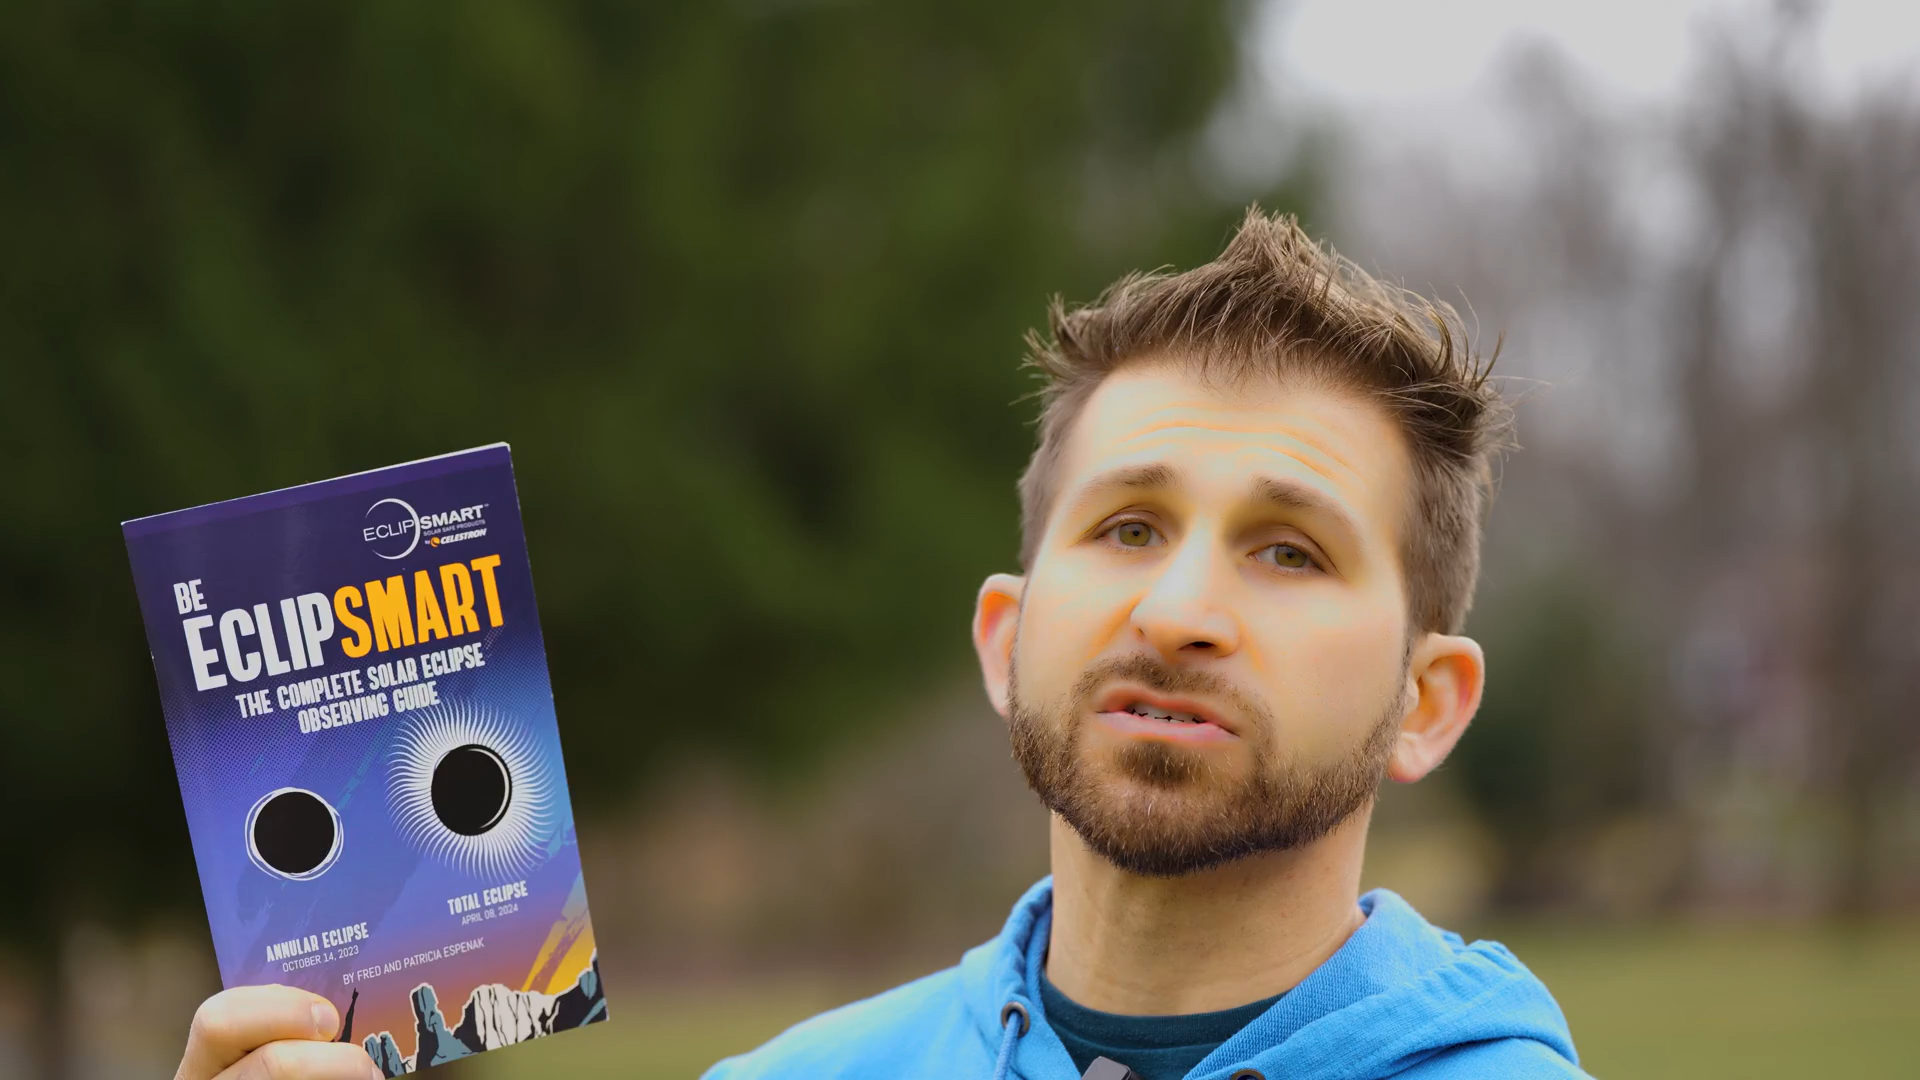 ECLIPSMART™
SOLAR SAFE PRODUCTS
by CELESTRON
BE
ECLIPSMART
THE COMPLETE SOLAR ECLIPSE
OBSERVING GUIDE
TOTAL ECLIPSE
APRIL 08, 2024
ANNULAR ECLIPSE
OCTOBER 14, 2023
BY FRED AND PATRICIA ESPENAK